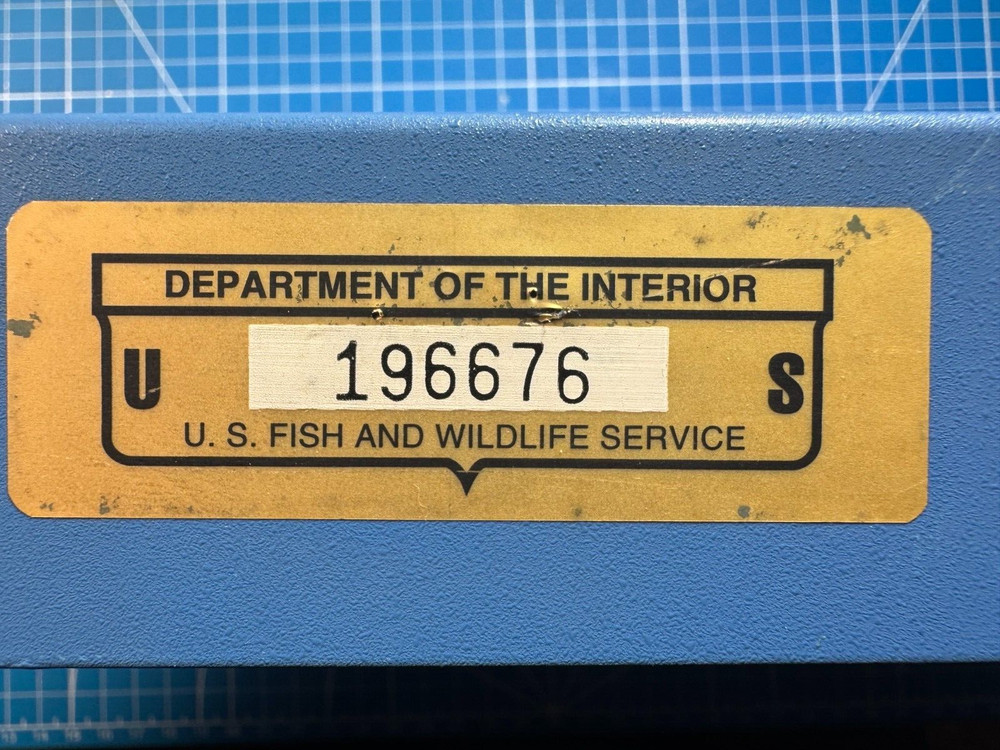 DEPARTMENT OF THE INTERIOR
U 196676 S
U. S. FISH AND WILDLIFE SERVICE